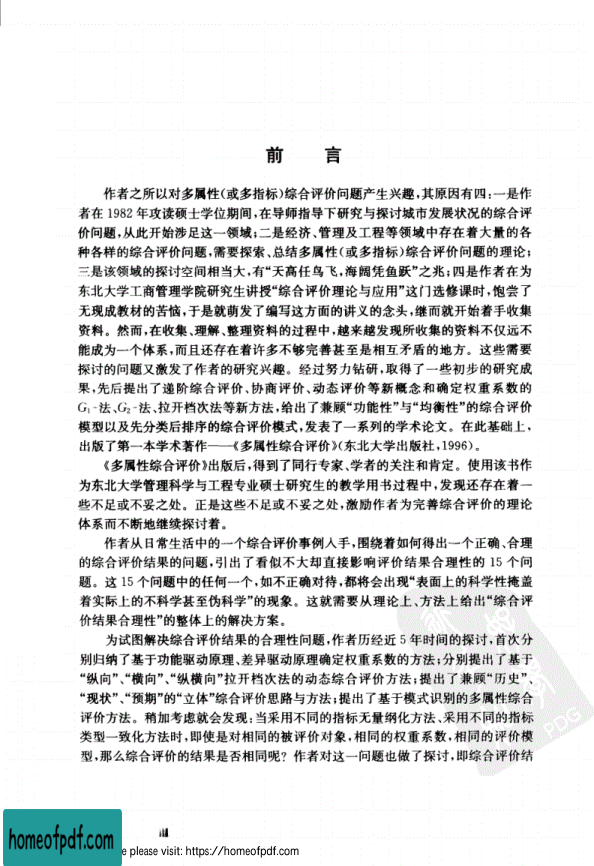 前 言
作者之所以对多属性(或多指标)综合评价问题产生兴趣,其原因有四:一是作
者在 1982 年攻读硕士学位期间,在导师指导下研究与探讨城市发展状况的综合评
价问题,从此开始涉足这一领域;二是经济、管理及工程等领域中存在着大量的各
种各样的综合评价问题,需要探索、总结多属性(或多指标)综合评价问题的理论;
三是该领域的探讨空间相当大,有“天高任鸟飞,海阔凭鱼跃”之兆;四是作者在为
东北大学工商管理学院研究生讲授“综合评价理论与应用”这门选修课时,饱尝了
无现成教材的苦恼,于是就萌发了编写这方面的讲义的念头,继而就开始着手收集
资料。然而,在收集、理解、整理资料的过程中,越来越发现所收集的资料不仅远不
能成为一个体系,而且还存在着许多不够完善甚至是相互矛盾的地方。这些需要
探讨的问题又激发了作者的研究兴趣。经过努力钻研,取得了一些初步的研究成
果,先后提出了递阶综合评价、协商评价、动态评价等新概念和确定权重系数的
G₁-法、G₂-法、拉开档次法等新方法,给出了兼顾“功能性”与“均衡性”的综合评价
模型以及先分类后排序的综合评价模式,发表了一系列的学术论文。在此基础上,
出版了第一本学术著作——《多属性综合评价》(东北大学出版社,1996)。
《多属性综合评价》出版后,得到了同行专家、学者的关注和肯定。使用该书作
为东北大学管理科学与工程专业硕士研究生的教学用书过程中,发现还存在着一
些不足或不妥之处。正是这些不足或不妥之处,激励作者为完善综合评价的理论
体系而不断地继续探讨着。
作者从日常生活中的一个综合评价事例入手,围绕着如何得出一个正确、合理
的综合评价结果的问题,引出了看似不大却直接影响评价结果合理性的 15 个问
题。这 15 个问题中的任何一个,如不正确对待,都将会出现“表面上的科学性掩盖
着实际上的不科学甚至伪科学”的现象。这就需要从理论上、方法上给出“综合评
价结果合理性”的整体上的解决方案。
为试图解决综合评价结果的合理性问题,作者历经近 5 年时间的探讨,首次分
别归纳了基于功能驱动原理、差异驱动原理确定权重系数的方法;分别提出了基于
“纵向”、“横向”、“纵横向”拉开档次法的动态综合评价方法;提出了兼顾“历史”、
“现状”、“预期”的“立体”综合评价思路与方法;提出了基于模式识别的多属性综合
评价方法。稍加考虑就会发现:当采用不同的指标无量纲化方法、采用不同的指标
类型一致化方法时,即使是对相同的被评价对象,相同的权重系数,相同的评价模
型,那么综合评价的结果是否相同呢?作者对这一问题也做了探讨,即综合评价结
PDG
homeofpdf.com
e please visit: https://homeofpdf.com